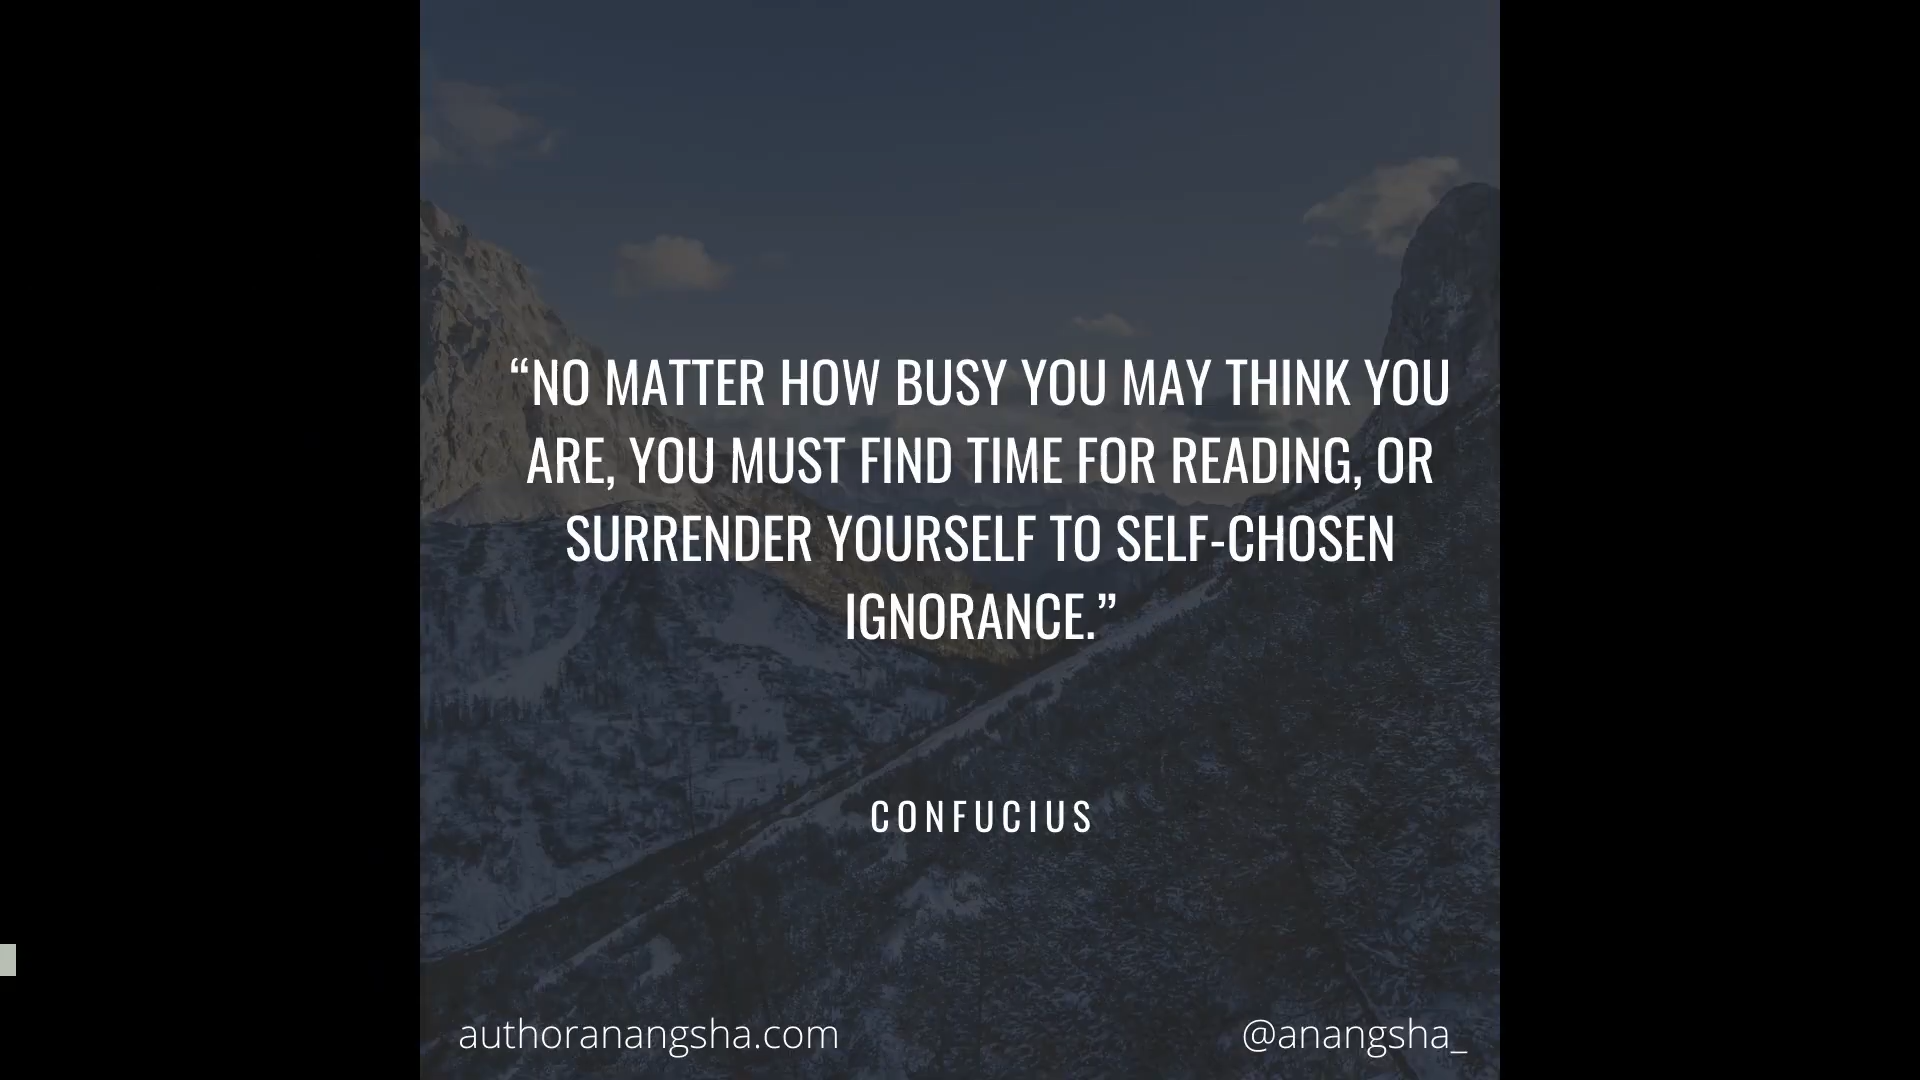 “NO MATTER HOW BUSY YOU MAY THINK YOU
ARE, YOU MUST FIND TIME FOR READING, OR
SURRENDER YOURSELF TO SELF-CHOSEN
IGNORANCE.”
CONFUCIUS
authoranangsha.com
@anangsha_